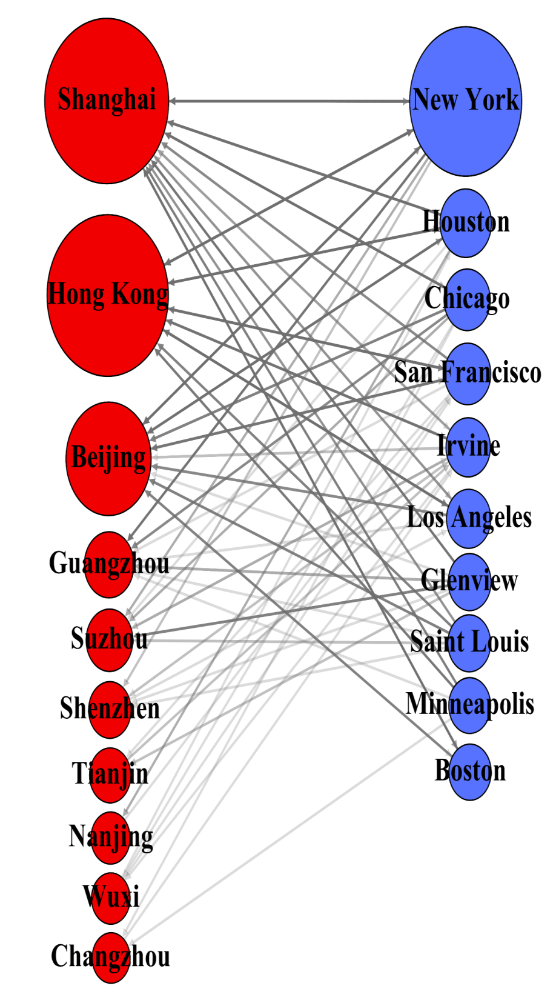 Shanghai
New York
Houston
Hong Kong
Chicago
San Francisco
Beijing
Irvine
Los Angeles
Guangzhou
Glenview
Suzhou
Saint Louis
Shenzhen
Minneapolis
Tianjin
Boston
Nanjing
Wuxi
Changzhou